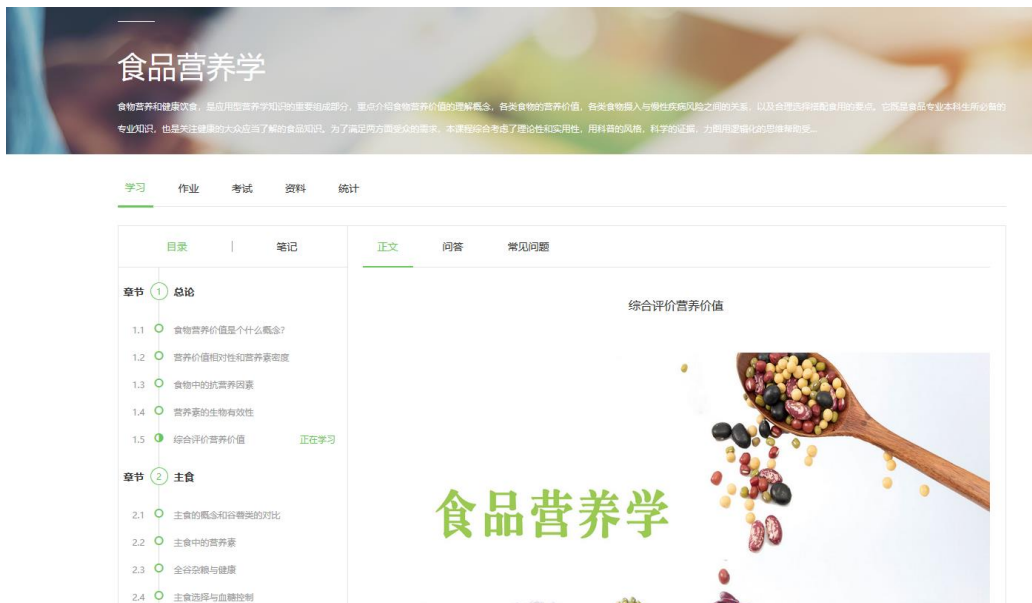 食品营养学
食物营养和健康饮食，是应用型营养学知识的重要组成部分，重点介绍食物营养价值的理解概念，各类食物的营养价值，各类食物摄入与慢性疾病风险之间的关系，以及合理选择搭配食用的要点。它既是食品专业本科生所必备的
专业知识，也是关注健康的大众应当了解的食品知识。为了满足两方面受众的需求，本课程综合考虑了理论性和实用性，用科普的风格，科学的证据，力图用逻辑化的思维帮助受...
学习 作业 考试 资料 统计
目录 | 笔记 正文 问答 常见问题
章节 1 总论
综合评价营养价值
1.1 食物营养价值是个什么概念?
1.2 营养价值相对性和营养素密度
1.3 食物中的抗营养因素
1.4 营养素的生物有效性
1.5 综合评价营养价值 正在学习
章节 2 主食
食品营养学
2.1 主食的概念和谷薯类的对比
2.2 主食中的营养素
2.3 全谷杂粮与健康
2.4 主食选择与血糖控制